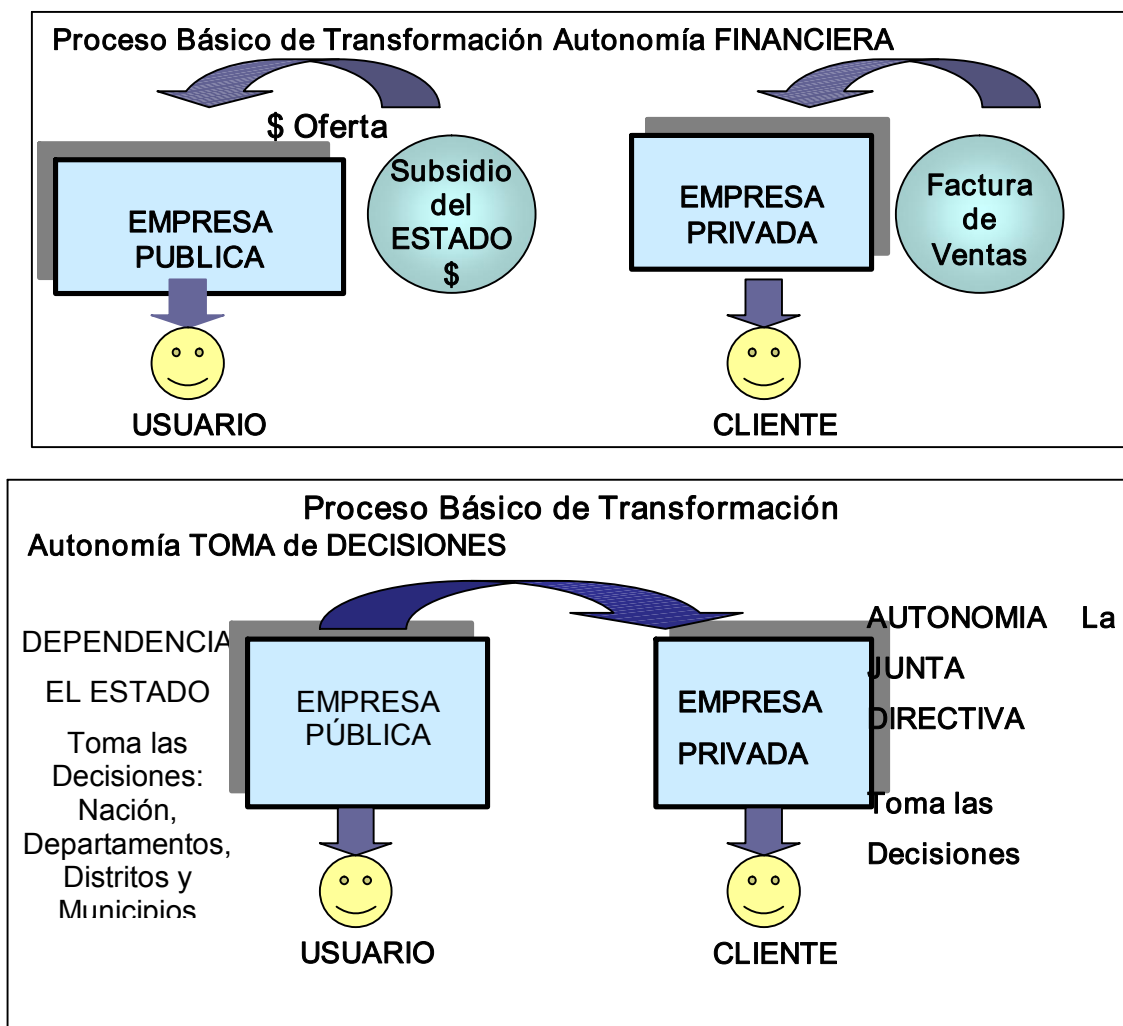 Proceso Básico de Transformación Autonomía FINANCIERA
$ Oferta
EMPRESA
PUBLICA
Subsidio
del
ESTADO
$
USUARIO
EMPRESA
PRIVADA
Factura
de
Ventas
CLIENTE
Proceso Básico de Transformación
Autonomía TOMA de DECISIONES
DEPENDENCIA
EL ESTADO
Toma las
Decisiones:
Nación,
Departamentos,
Distritos y
Municipios
EMPRESA
PÚBLICA
USUARIO
EMPRESA
PRIVADA
CLIENTE
AUTONOMIA La
JUNTA
DIRECTIVA
Toma las
Decisiones